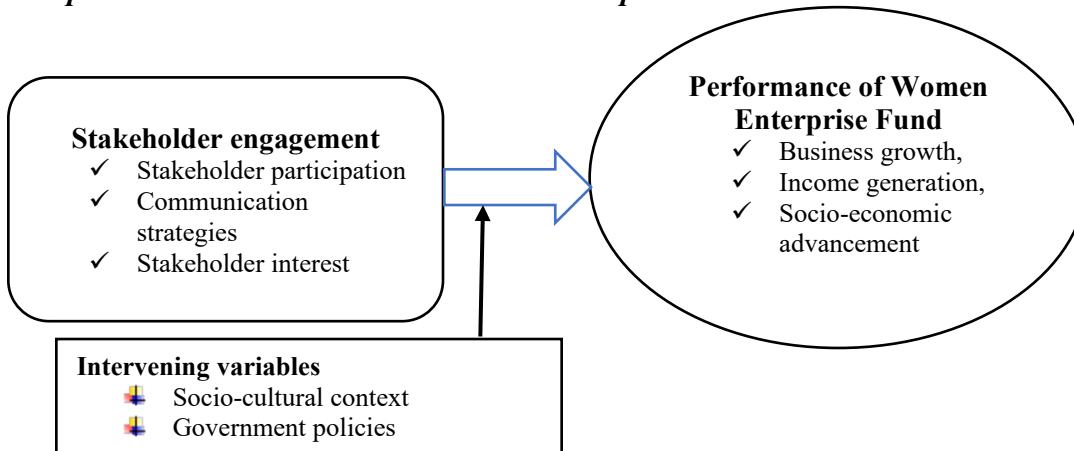 Stakeholder engagement
✓ Stakeholder participation
✓ Communication
strategies
✓ Stakeholder interest
Performance of Women
Enterprise Fund
✓ Business growth,
✓ Income generation,
✓ Socio-economic
advancement
Intervening variables
Socio-cultural context
Government policies